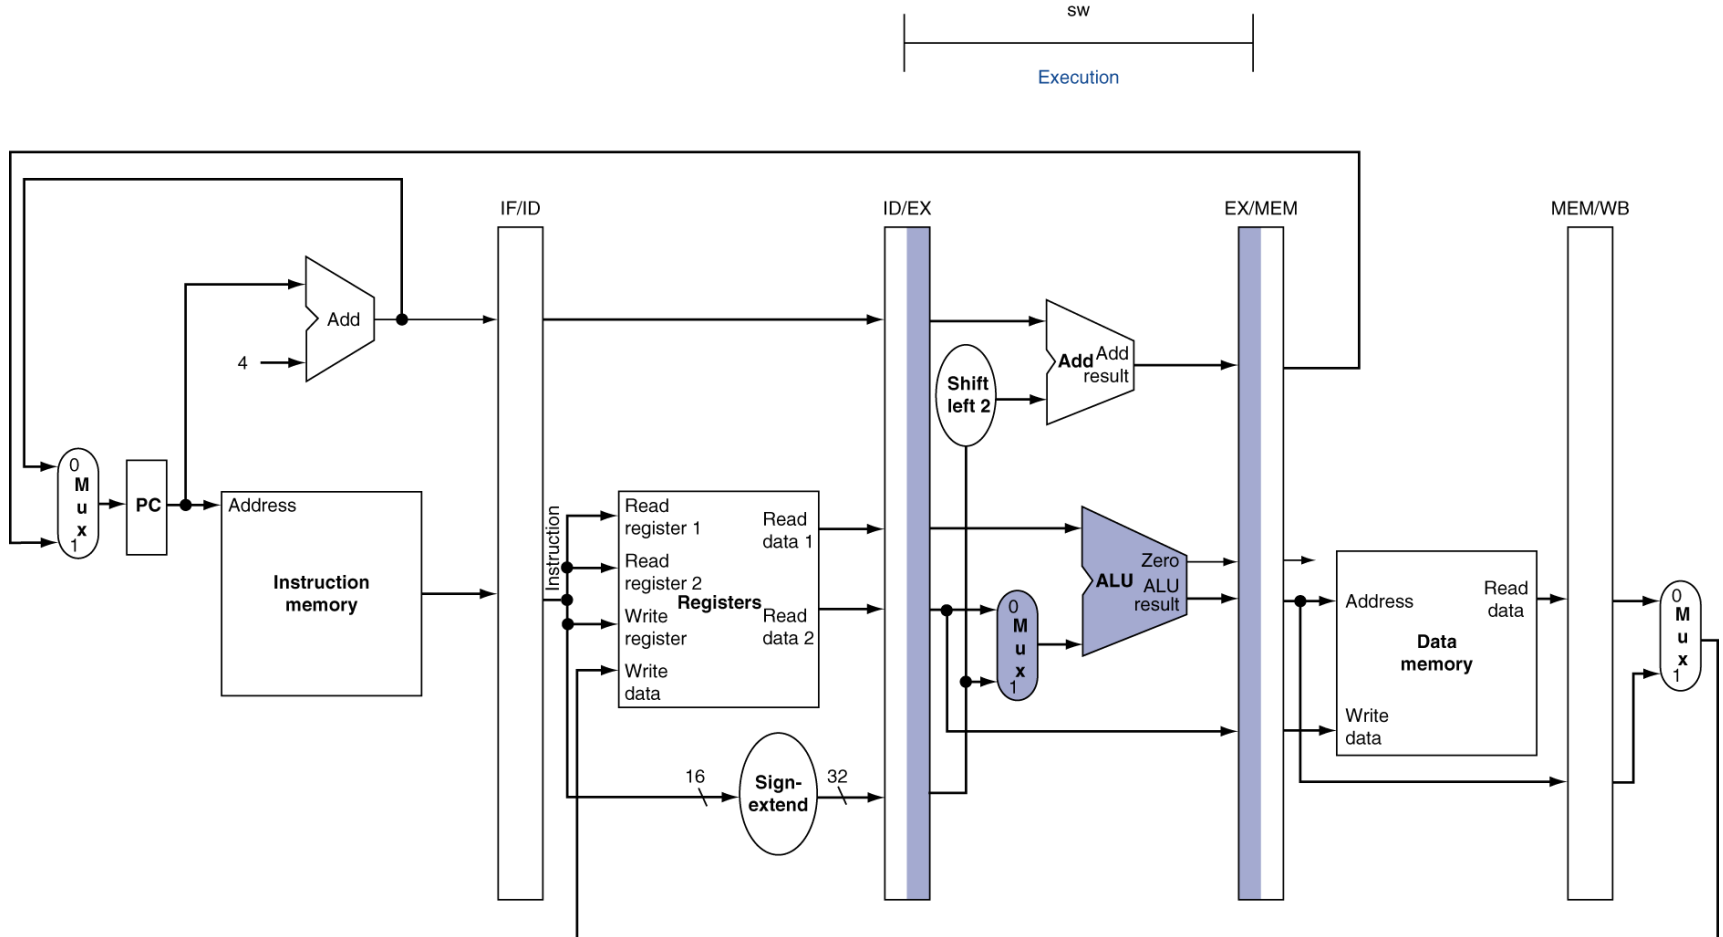 sw
Execution
IF/ID
ID/EX
EX/MEM
MEM/WB
Add
4
Add
Add
result
Shift
left 2
0
M
u
x
1
PC
Address
Instruction
memory
Instruction
Read
register 1
Read
register 2
Write
register
Write
data
Registers
Read
data 1
Read
data 2
0
M
u
x
1
Zero
ALU
ALU
result
Address
Read
data
Data
memory
Write
data
0
M
u
x
1
16
Sign-
extend
32